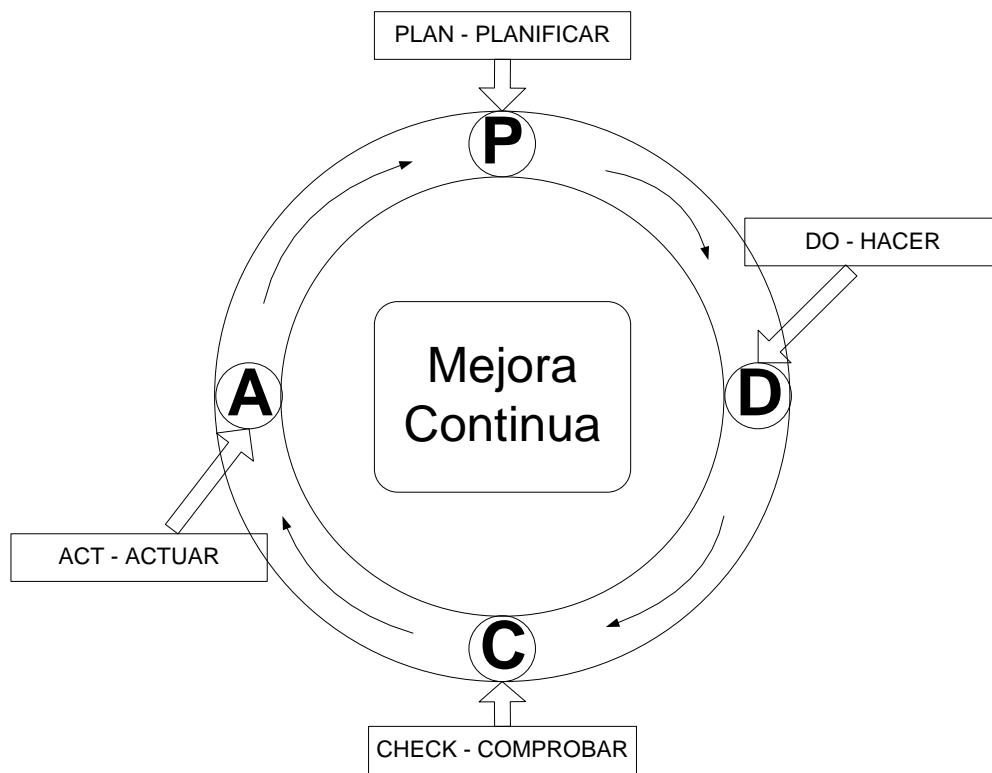 PLAN - PLANIFICAR
P
DO - HACER
D
Mejora
Continua
A
ACT - ACTUAR
C
CHECK - COMPROBAR